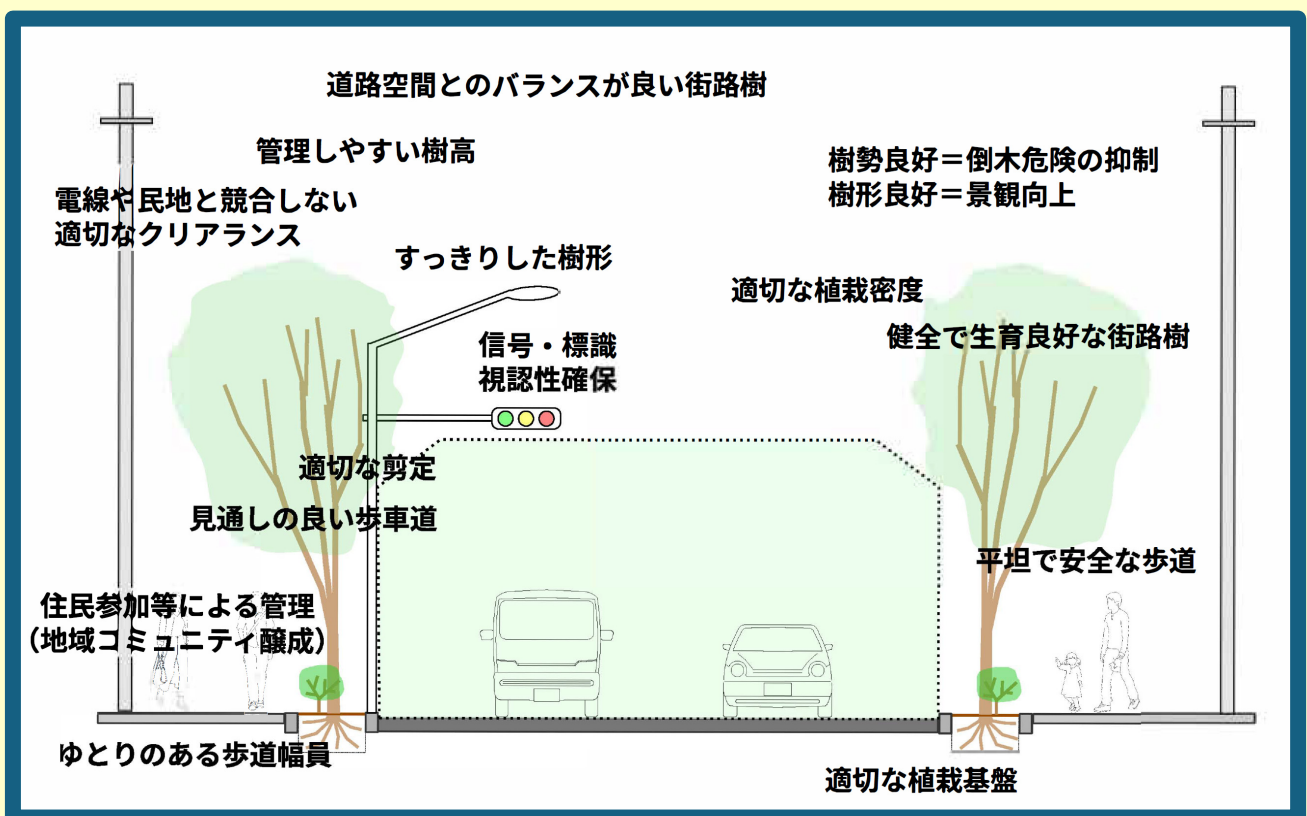 道路空間とのバランスが良い街路樹
管理しやすい樹高
樹勢良好＝倒木危険の抑制
樹形良好＝景観向上
電線や民地と競合しない
適切なクリアランス
すっきりした樹形
適切な植栽密度
信号・標識
視認性確保
健全で生育良好な街路樹
適切な剪定
見通しの良い歩車道
平坦で安全な歩道
住民参加等による管理
（地域コミュニティ醸成）
ゆとりのある歩道幅員
適切な植栽基盤